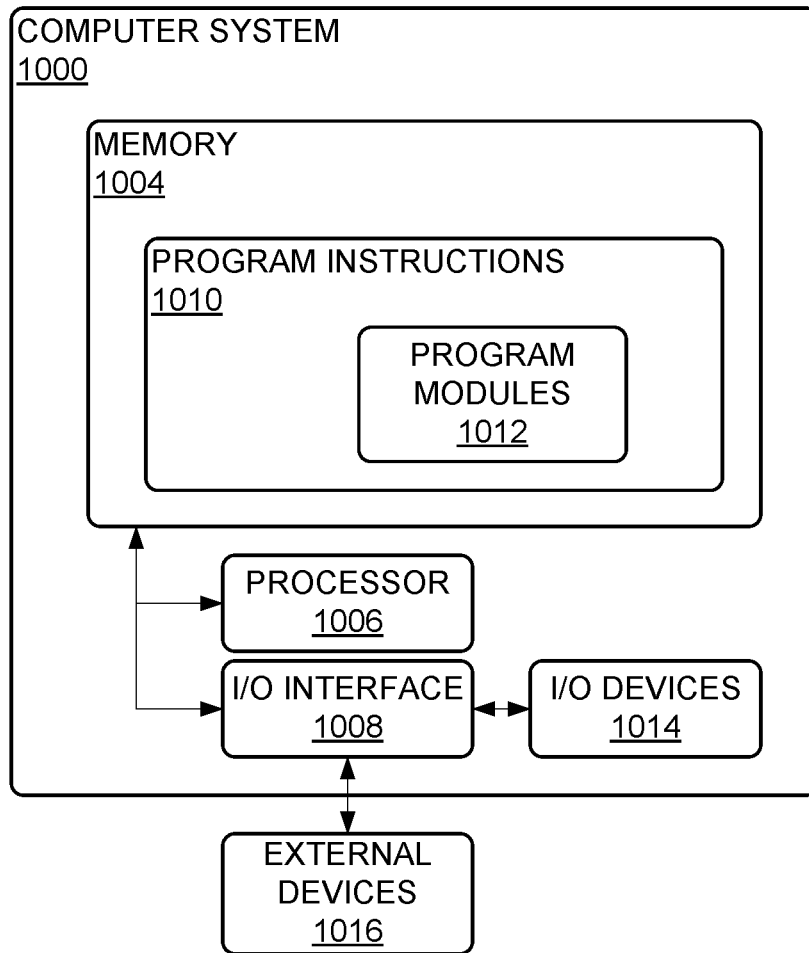 COMPUTER SYSTEM
1000
MEMORY
1004
PROGRAM INSTRUCTIONS
1010
PROGRAM
MODULES
1012
PROCESSOR
1006
I/O INTERFACE
1008
I/O DEVICES
1014
EXTERNAL
DEVICES
1016